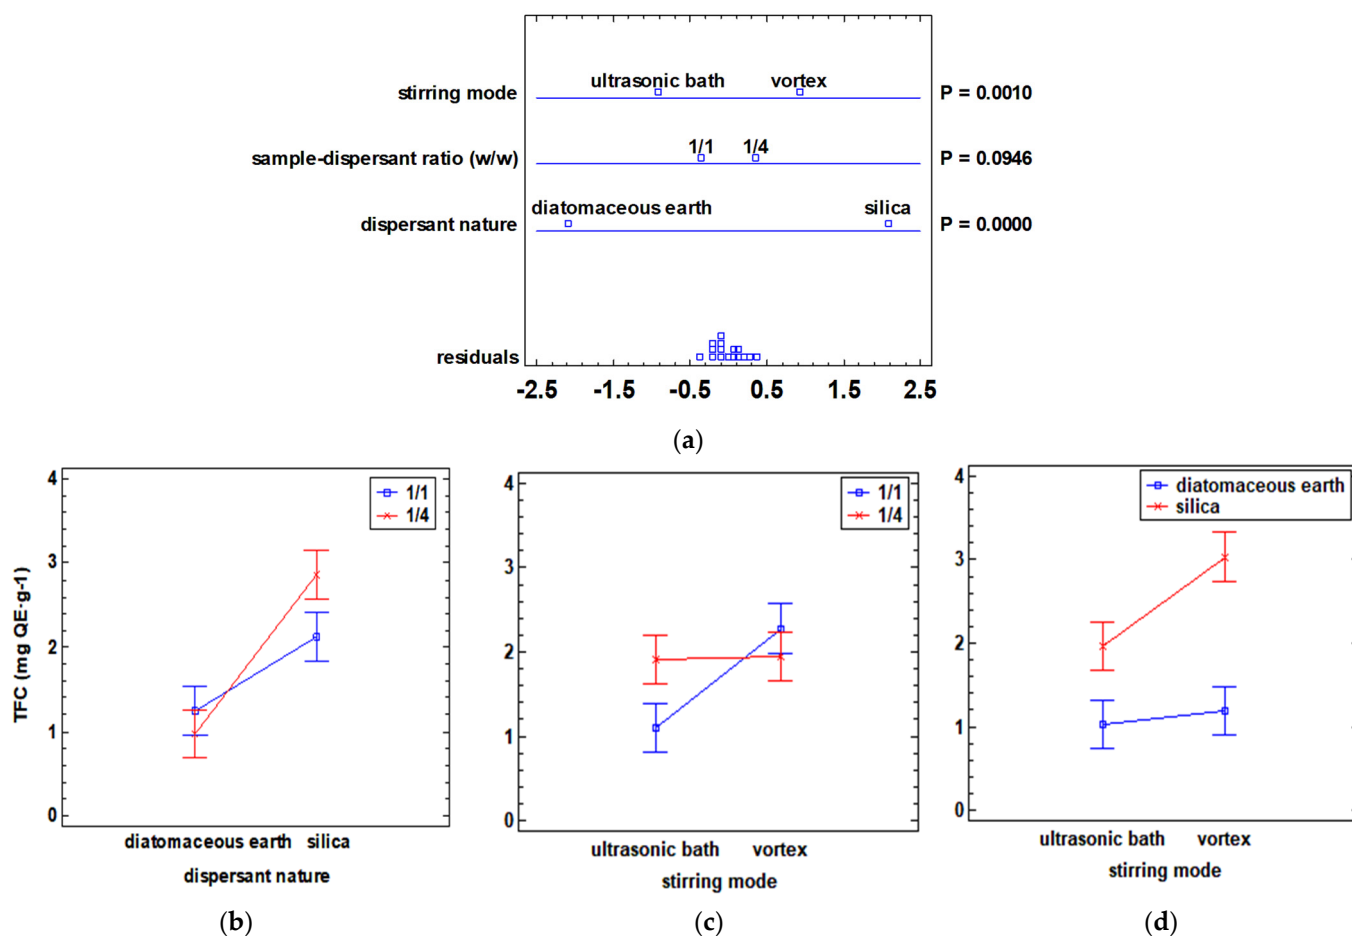 ultrasonic bath vortex
stirring mode P = 0.0010
1/1 1/4
sample-dispersant ratio (w/w) P = 0.0946
diatomaceous earth silica
dispersant nature P = 0.0000
residuals
-2.5 -1.5 -0.5 0.5 1.5 2.5
(a)
TFC (mg QE·g-1)
4
3
2
1
0
1/1
1/4
diatomaceous earth silica
dispersant nature
(b)
4
3
2
1
0
1/1
1/4
ultrasonic bath vortex
stirring mode
(c)
4
3
2
1
0
diatomaceous earth
silica
ultrasonic bath vortex
stirring mode
(d)